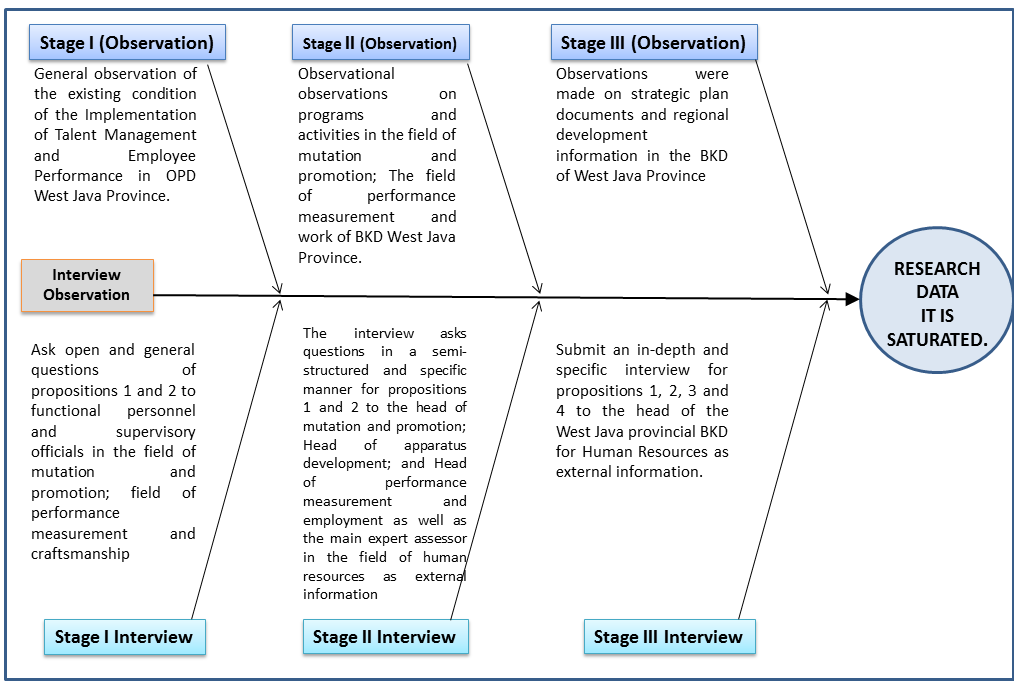 Stage I (Observation)
General observation of
the existing condition
of the Implementation
of Talent Management
and Employee
Performance in OPD
West Java Province.
Stage II (Observation)
Observational
observations on
programs and
activities in the field of
mutation and
promotion; The field
of performance
measurement and
work of BKD West Java
Province.
Stage III (Observation)
Observations were
made on strategic plan
documents and regional
development
information in the BKD
of West Java Province
Interview
Observation
RESEARCH
DATA
IT IS
SATURATED.
Ask open and general
questions of
propositions 1 and 2 to
functional personnel
and supervisory
officials in the field of
mutation and
promotion; field of
performance
measurement and
craftsmanship
Stage I Interview
The interview asks
questions in a semi-
structured and specific
manner for propositions
1 and 2 to the head of
mutation and promotion;
Head of apparatus
development; and Head
of performance
measurement and
employment as well as
the main expert assessor
in the field of human
resources as external
information
Stage II Interview
Submit an in-depth and
specific interview for
propositions 1, 2, 3 and
4 to the head of the
West Java provincial BKD
for Human Resources as
external information.
Stage III Interview